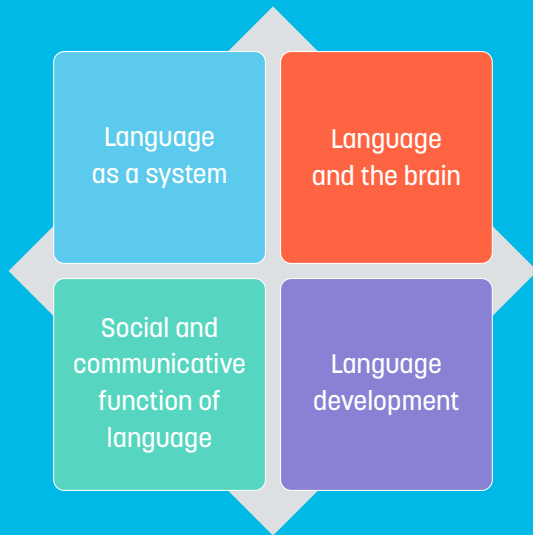 Language
as a system
Language
and the brain
Social and
communicative
function of
language
Language
development